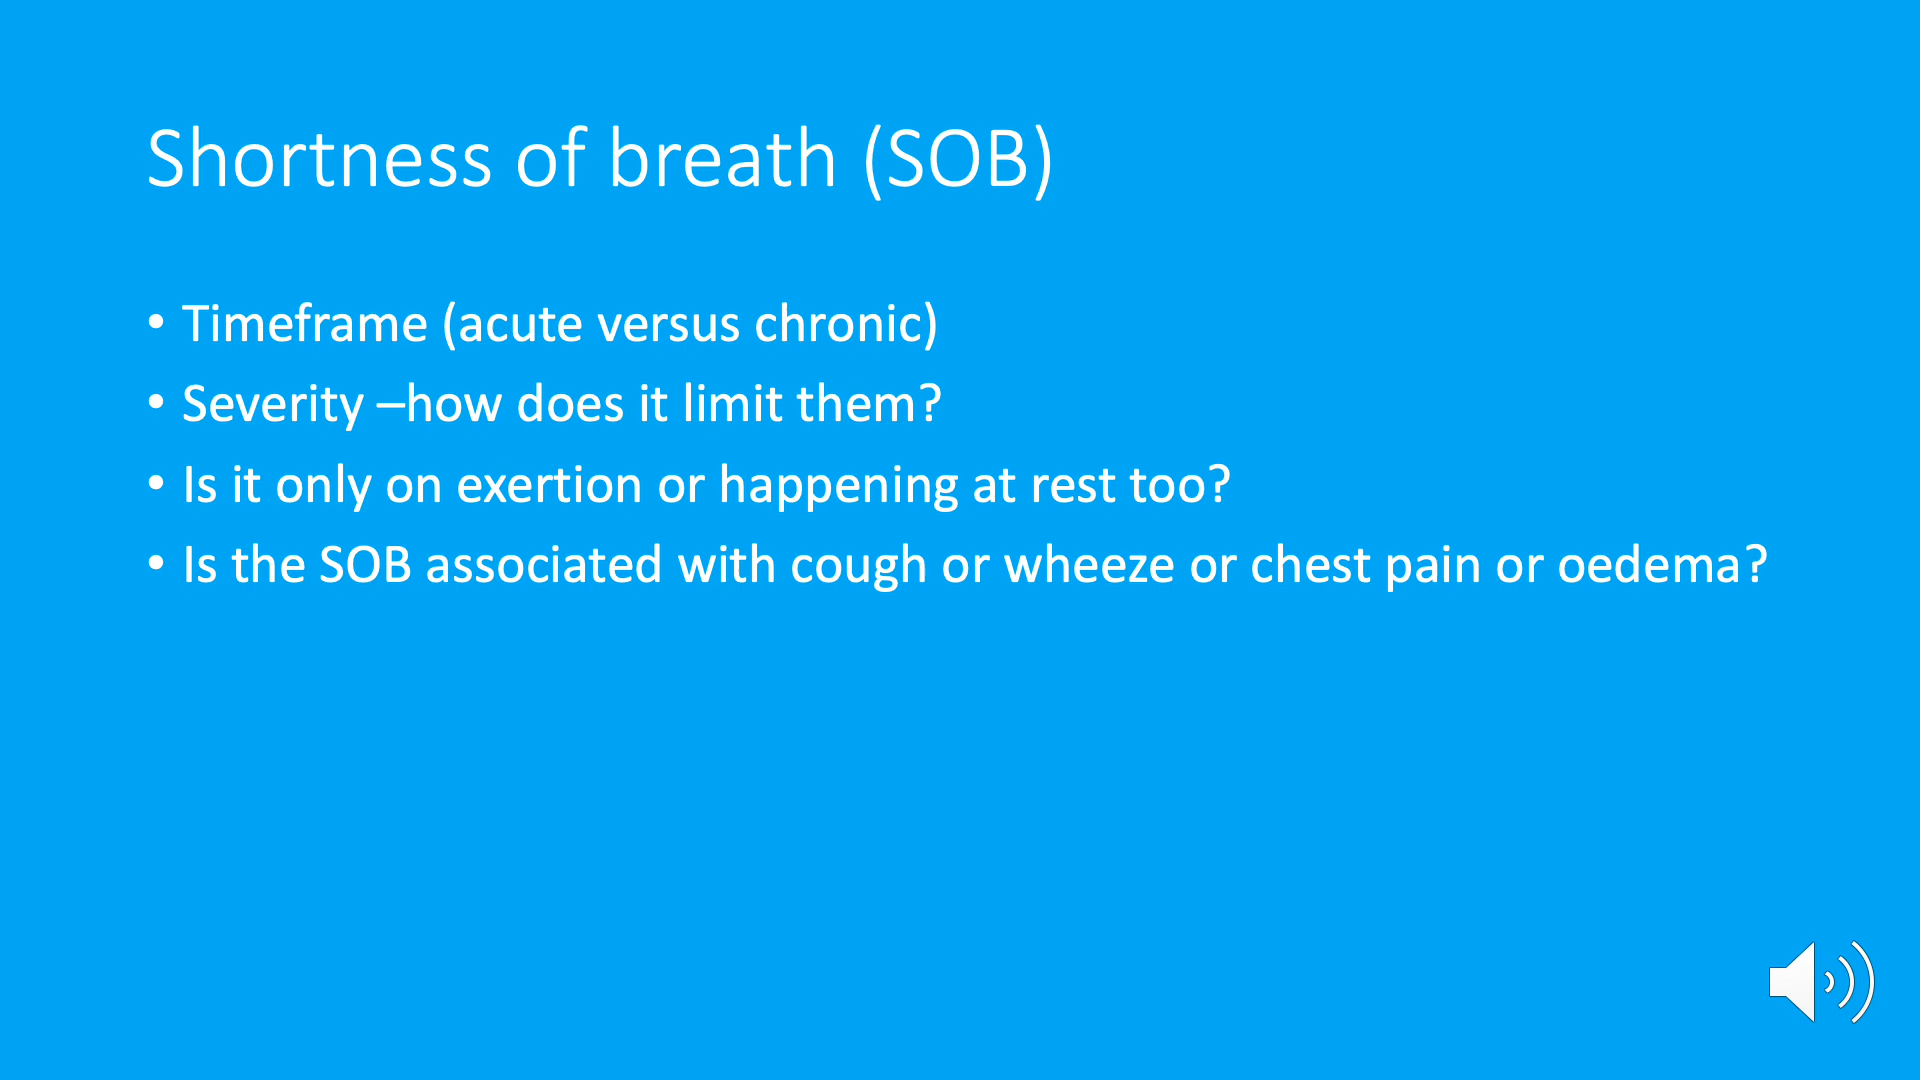 Shortness of breath (SOB)
• Timeframe (acute versus chronic)
• Severity –how does it limit them?
• Is it only on exertion or happening at rest too?
• Is the SOB associated with cough or wheeze or chest pain or oedema?